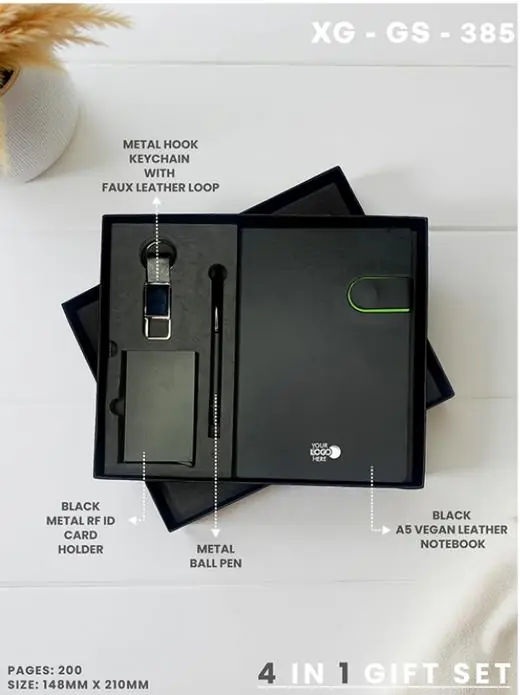 XG - GS - 385
METAL HOOK
KEYCHAIN
WITH
FAUX LEATHER LOOP
YOUR
LOGO
HERE
BLACK
METAL RF ID
CARD
HOLDER
METAL
BALL PEN
BLACK
A5 VEGAN LEATHER
NOTEBOOK
PAGES: 200
SIZE: 148MM X 210MM
4 IN 1 GIFT SET